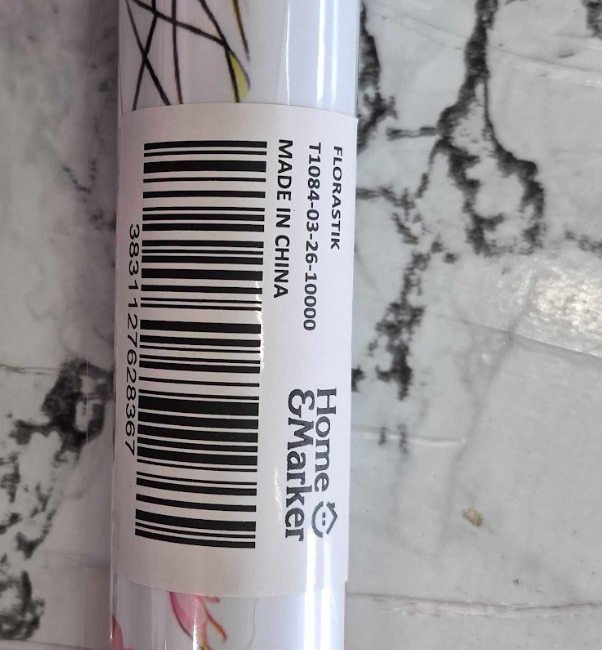 FLORASTIK
T1084-03-26-10000
MADE IN CHINA
3831127628367
Home
&Marker